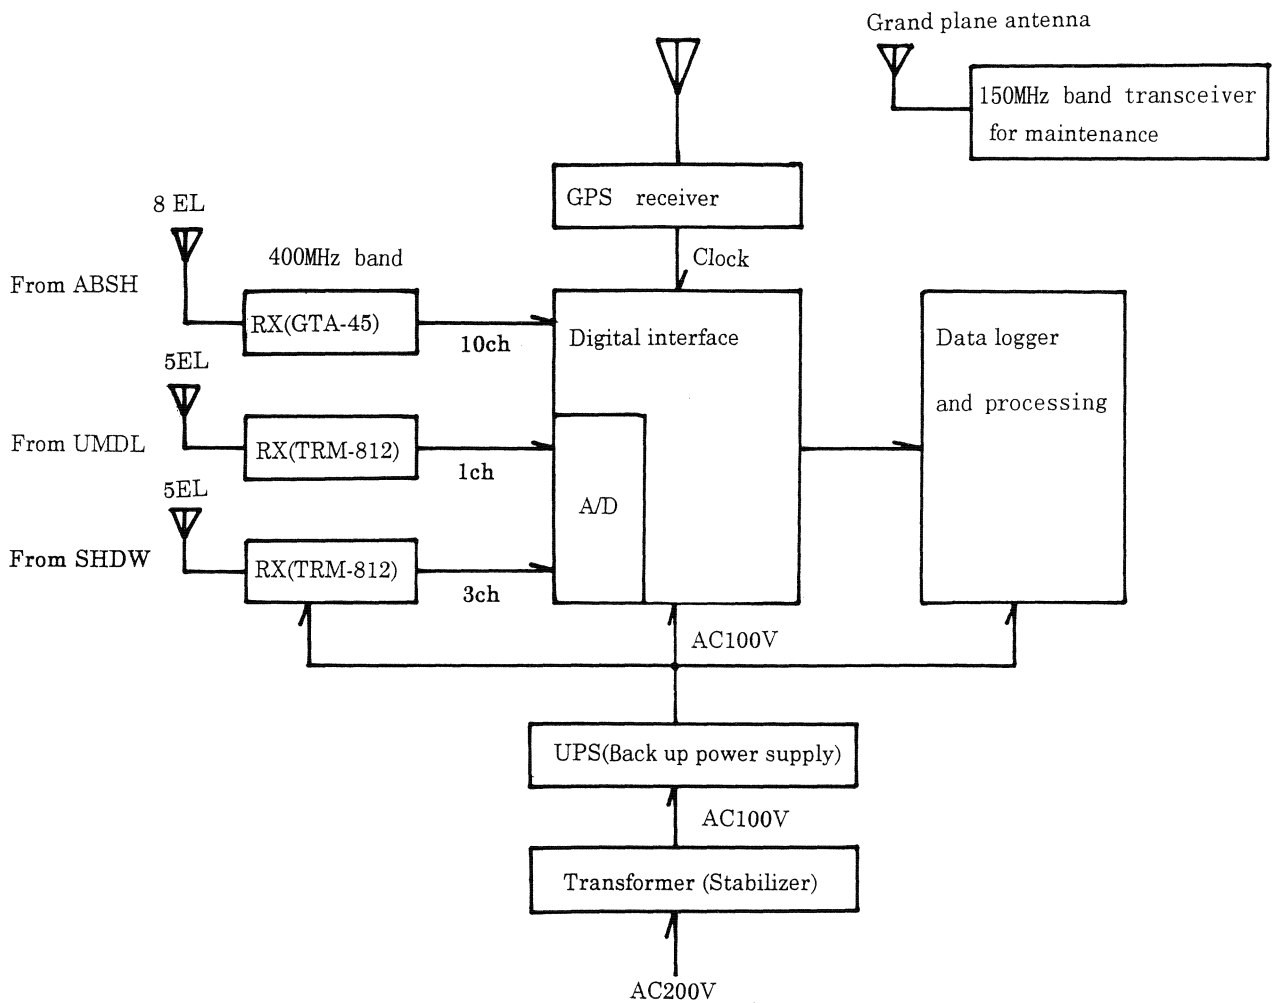 Grand plane antenna
150MHz band transceiver
for maintenance
GPS receiver
8 EL
Clock
400MHz band
From ABSH
RX(GTA-45)
10ch
Digital interface
Data logger
and processing
5EL
From UMDL
RX(TRM-812)
1ch
5EL
A/D
From SHDW
RX(TRM-812)
3ch
AC100V
UPS(Back up power supply)
AC100V
Transformer (Stabilizer)
AC200V